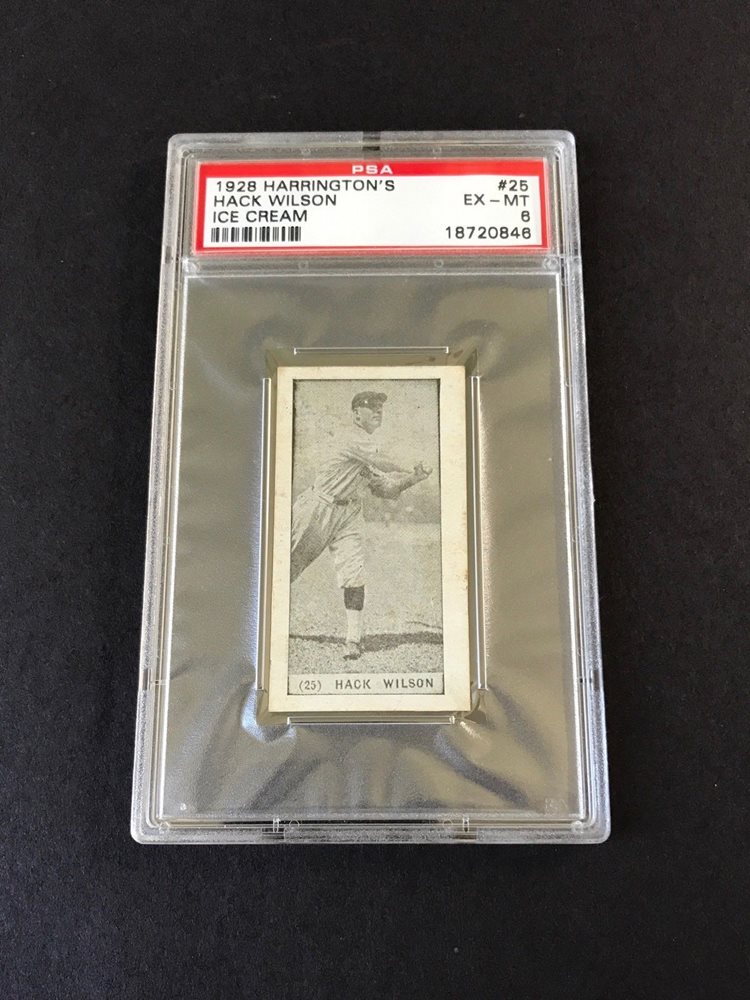 PSA
1928 HARRINGTON'S #25
HACK WILSON EX - MT
ICE CREAM 6
18720846
(25) HACK WILSON